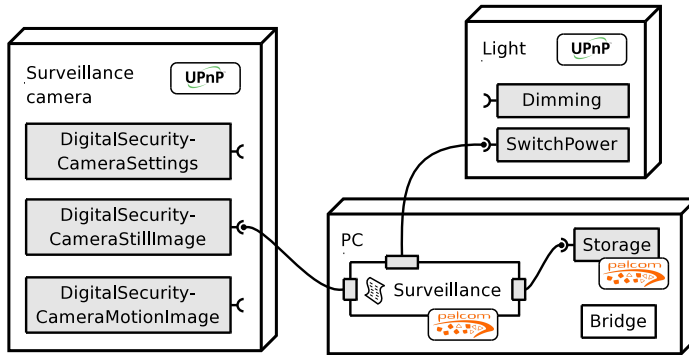 Surveillance
camera
UPnP
DigitalSecurity-
CameraSettings
DigitalSecurity-
CameraStillImage
DigitalSecurity-
CameraMotionImage
Light
UPnP
Dimming
SwitchPower
PC
Surveillance
palcom
Storage
palcom
Bridge